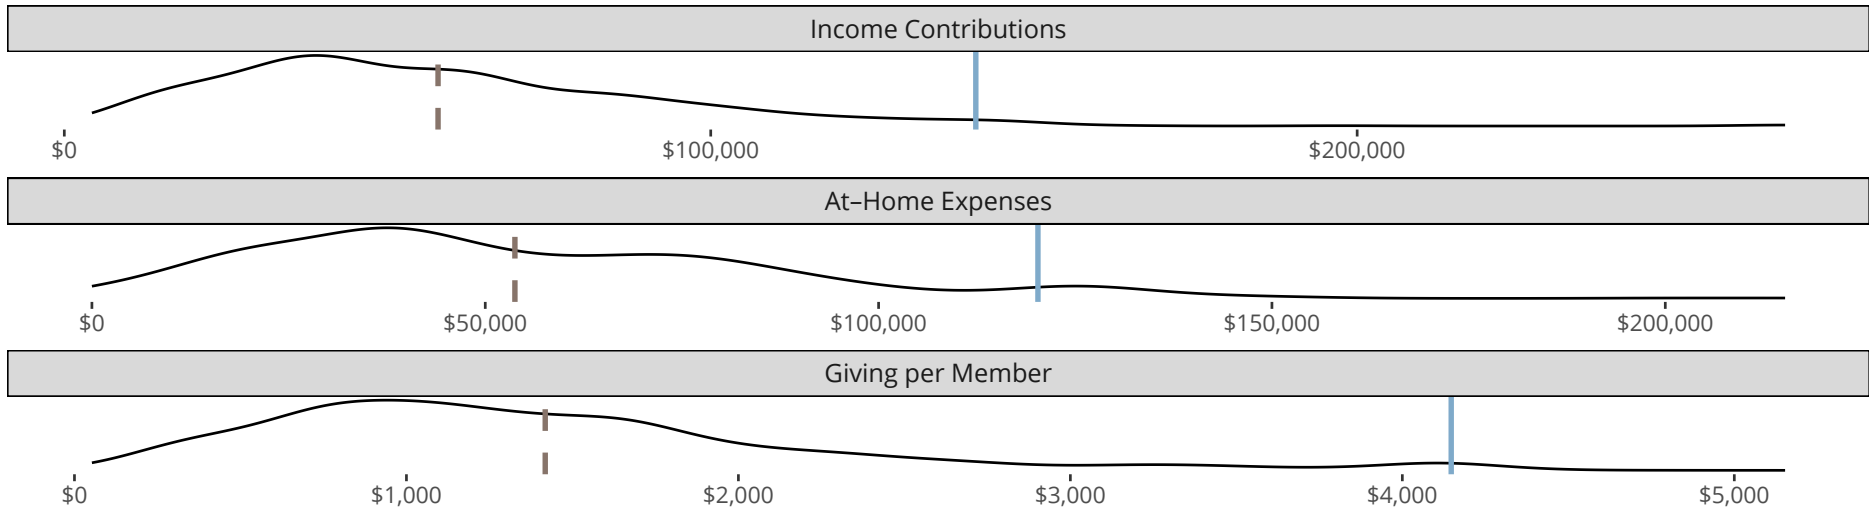 Income Contributions
$0 $100,000 $200,000
At–Home Expenses
$0 $50,000 $100,000 $150,000 $200,000
Giving per Member
$0 $1,000 $2,000 $3,000 $4,000 $5,000